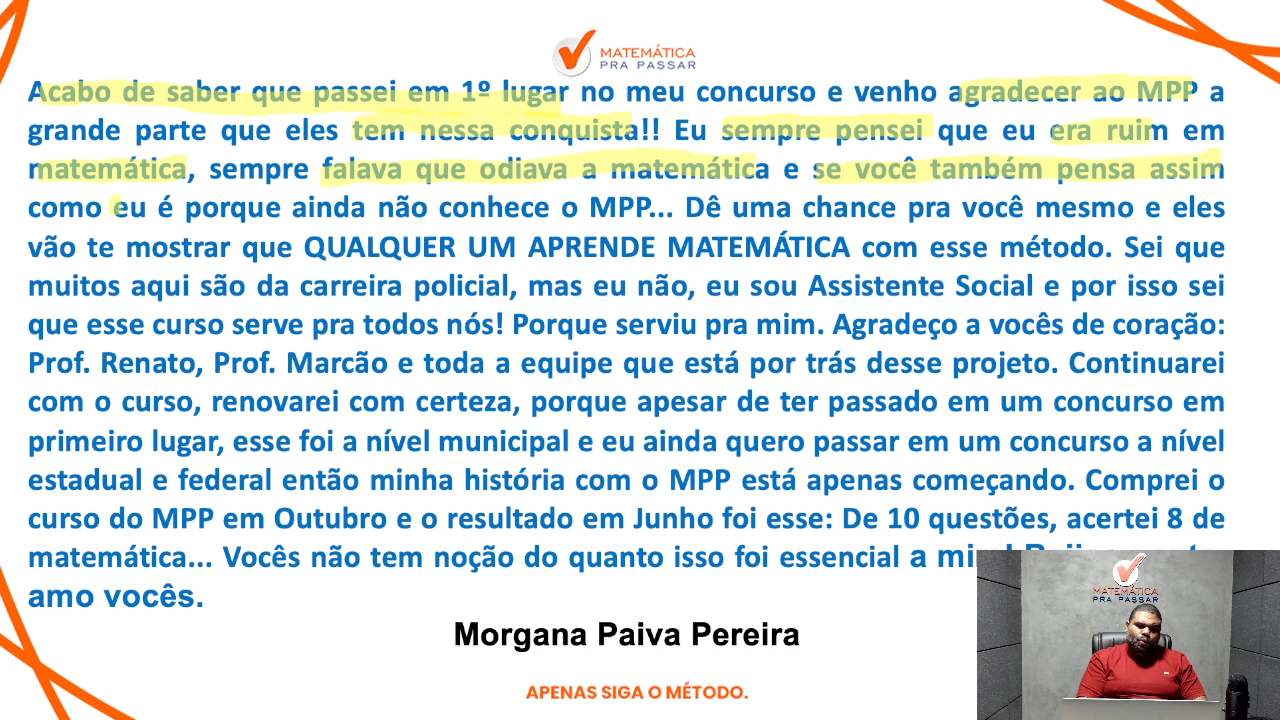 MATEMÁTICA
PRA PASSAR
Acabo de saber que passei em 1º lugar no meu concurso e venho agradecer ao MPP a
grande parte que eles tem nessa conquista!! Eu sempre pensei que eu era ruim em
matemática, sempre falava que odiava a matemática e se você também pensa assim
como eu é porque ainda não conhece o MPP... Dê uma chance pra você mesmo e eles
vão te mostrar que QUALQUER UM APRENDE MATEMÁTICA com esse método. Sei que
muitos aqui são da carreira policial, mas eu não, eu sou Assistente Social e por isso sei
que esse curso serve pra todos nós! Porque serviu pra mim. Agradeço a vocês de coração:
Prof. Renato, Prof. Marcão e toda a equipe que está por trás desse projeto. Continuarei
com o curso, renovarei com certeza, porque apesar de ter passado em um concurso em
primeiro lugar, esse foi a nível municipal e eu ainda quero passar em um concurso a nível
estadual e federal então minha história com o MPP está apenas começando. Comprei o
curso do MPP em Outubro e o resultado em Junho foi esse: De 10 questões, acertei 8 de
matemática... Vocês não tem noção do quanto isso foi essencial a
amo vocês.
Morgana Paiva Pereira
MATEMÁTICA
PRA PASSAR
APENAS SIGA O MÉTODO.